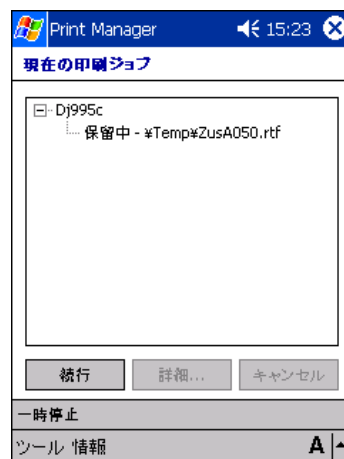 Print Manager 15:23
現在の印刷ジョブ
Dj995c
保留中 - ¥Temp¥ZusA050.rtf
続行 詳細... キャンセル
一時停止
ツール 情報 A